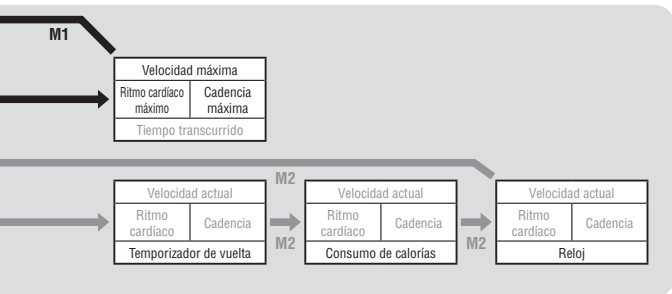 M1
Velocidad máxima
Ritmo cardíaco máximo
Cadencia máxima
Tiempo transcurrido
M2
Velocidad actual
Ritmo cardíaco
Cadencia
Temporizador de vuelta
M2
Velocidad actual
Ritmo cardíaco
Cadencia
Consumo de calorías
M2
Velocidad actual
Ritmo cardíaco
Cadencia
Reloj